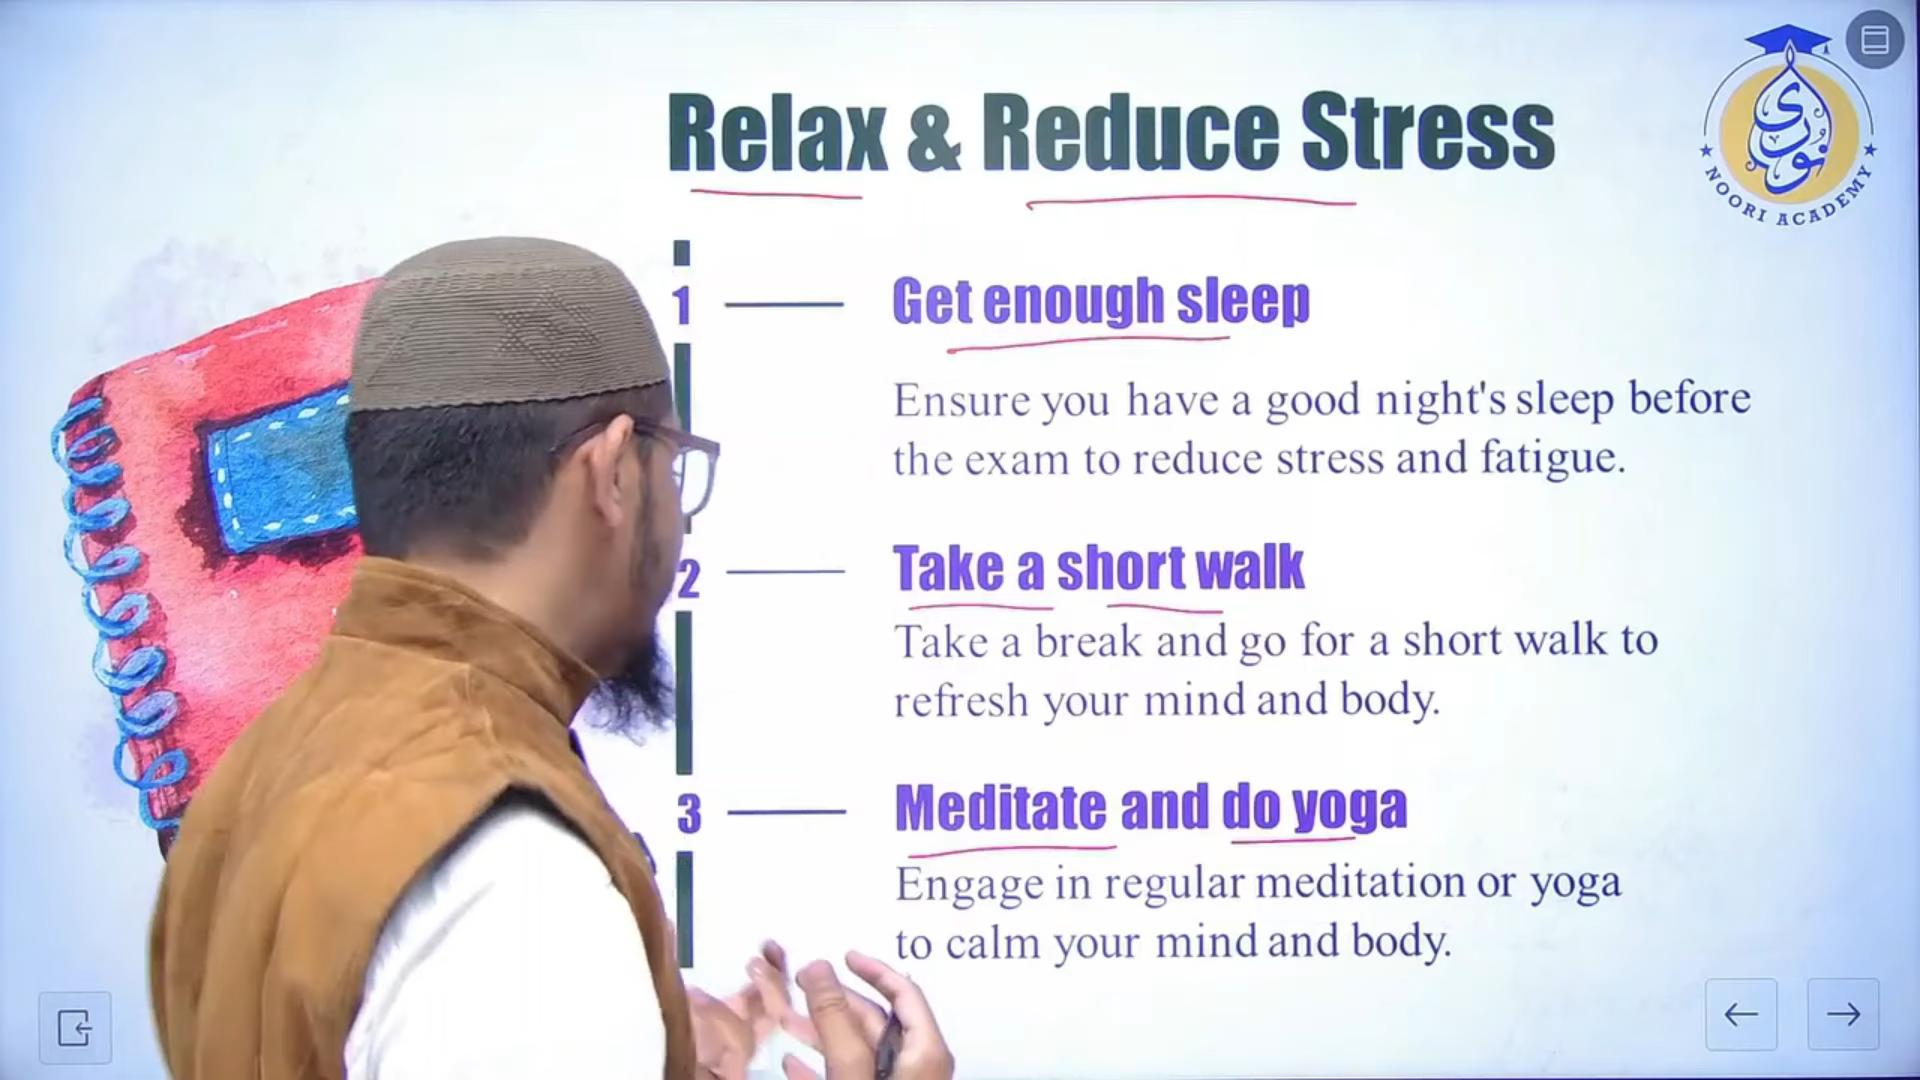 Relax & Reduce Stress
نوری
NOORI ACADEMY
1
Get enough sleep
Ensure you have a good night's sleep before
the exam to reduce stress and fatigue.
2
Take a short walk
Take a break and go for a short walk to
refresh your mind and body.
3
Meditate and do yoga
Engage in regular meditation or yoga
to calm your mind and body.